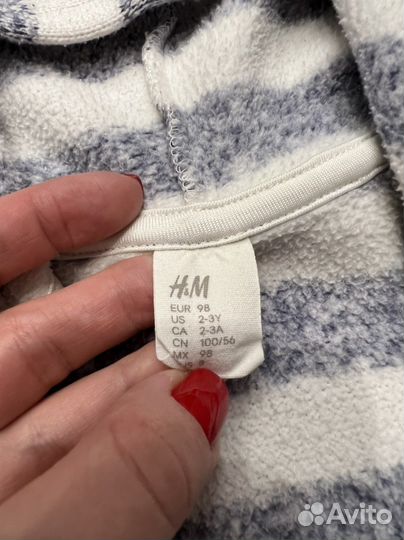 H&M
EUR 98
US 2-3Y
CA 2-3A
CN 100/56
MX 98
Avito